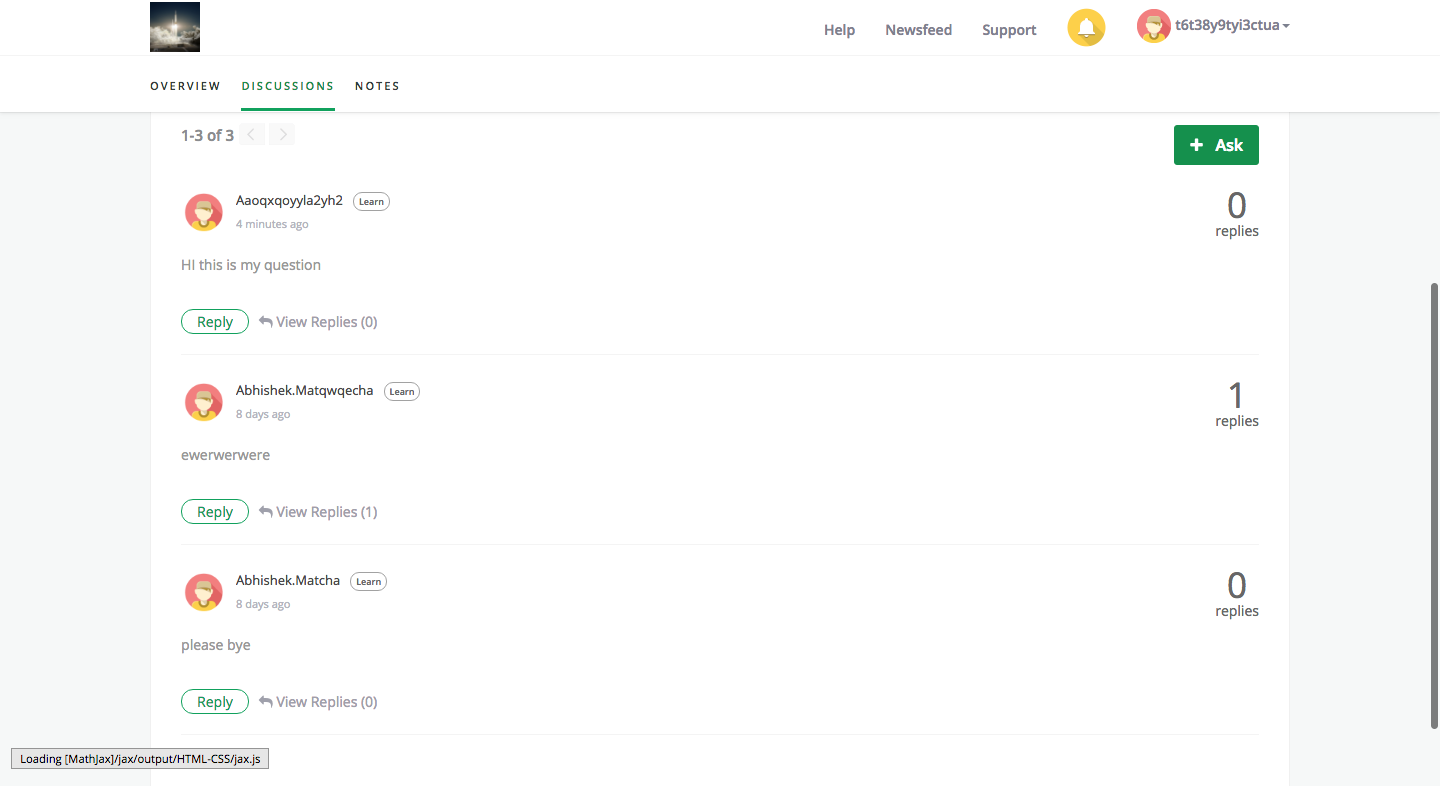 Help Newsfeed Support t6t38y9tyi3ctua
OVERVIEW DISCUSSIONS NOTES
1-3 of 3
+ Ask
Aaoqxqoyyla2yh2 Learn
4 minutes ago
0
replies
HI this is my question
Reply View Replies (0)
Abhishek.Matqwqecha Learn
8 days ago
1
replies
ewerwerwere
Reply View Replies (1)
Abhishek.Matcha Learn
8 days ago
0
replies
please bye
Reply View Replies (0)
Loading [MathJax]/jax/output/HTML-CSS/jax.js